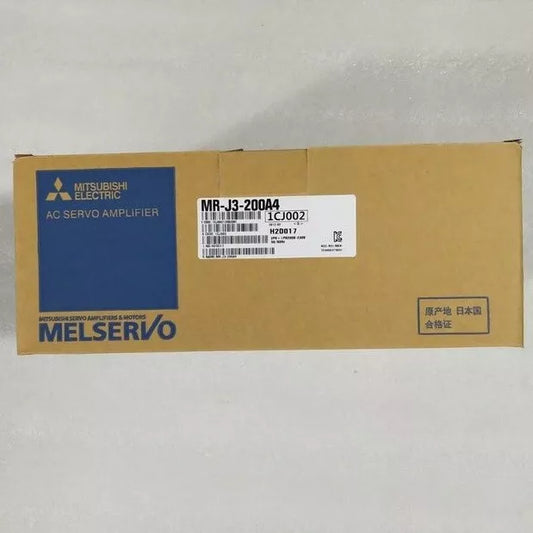 MITSUBISHI
ELECTRIC
AC SERVO AMPLIFIER
MR-J3-200A4
1CJ002
H2D017
MITSUBISHI SERVO AMPLIFIERS & MOTORS
MELSERVO
原产地 日本国
合格证